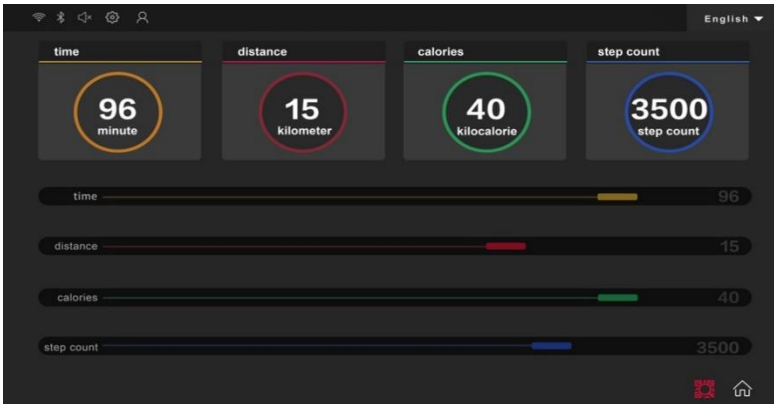 English
time
distance
calories
step count
96
minute
15
kilometer
40
kilocalorie
3500
step count
time
96
distance
15
calories
40
step count
3500